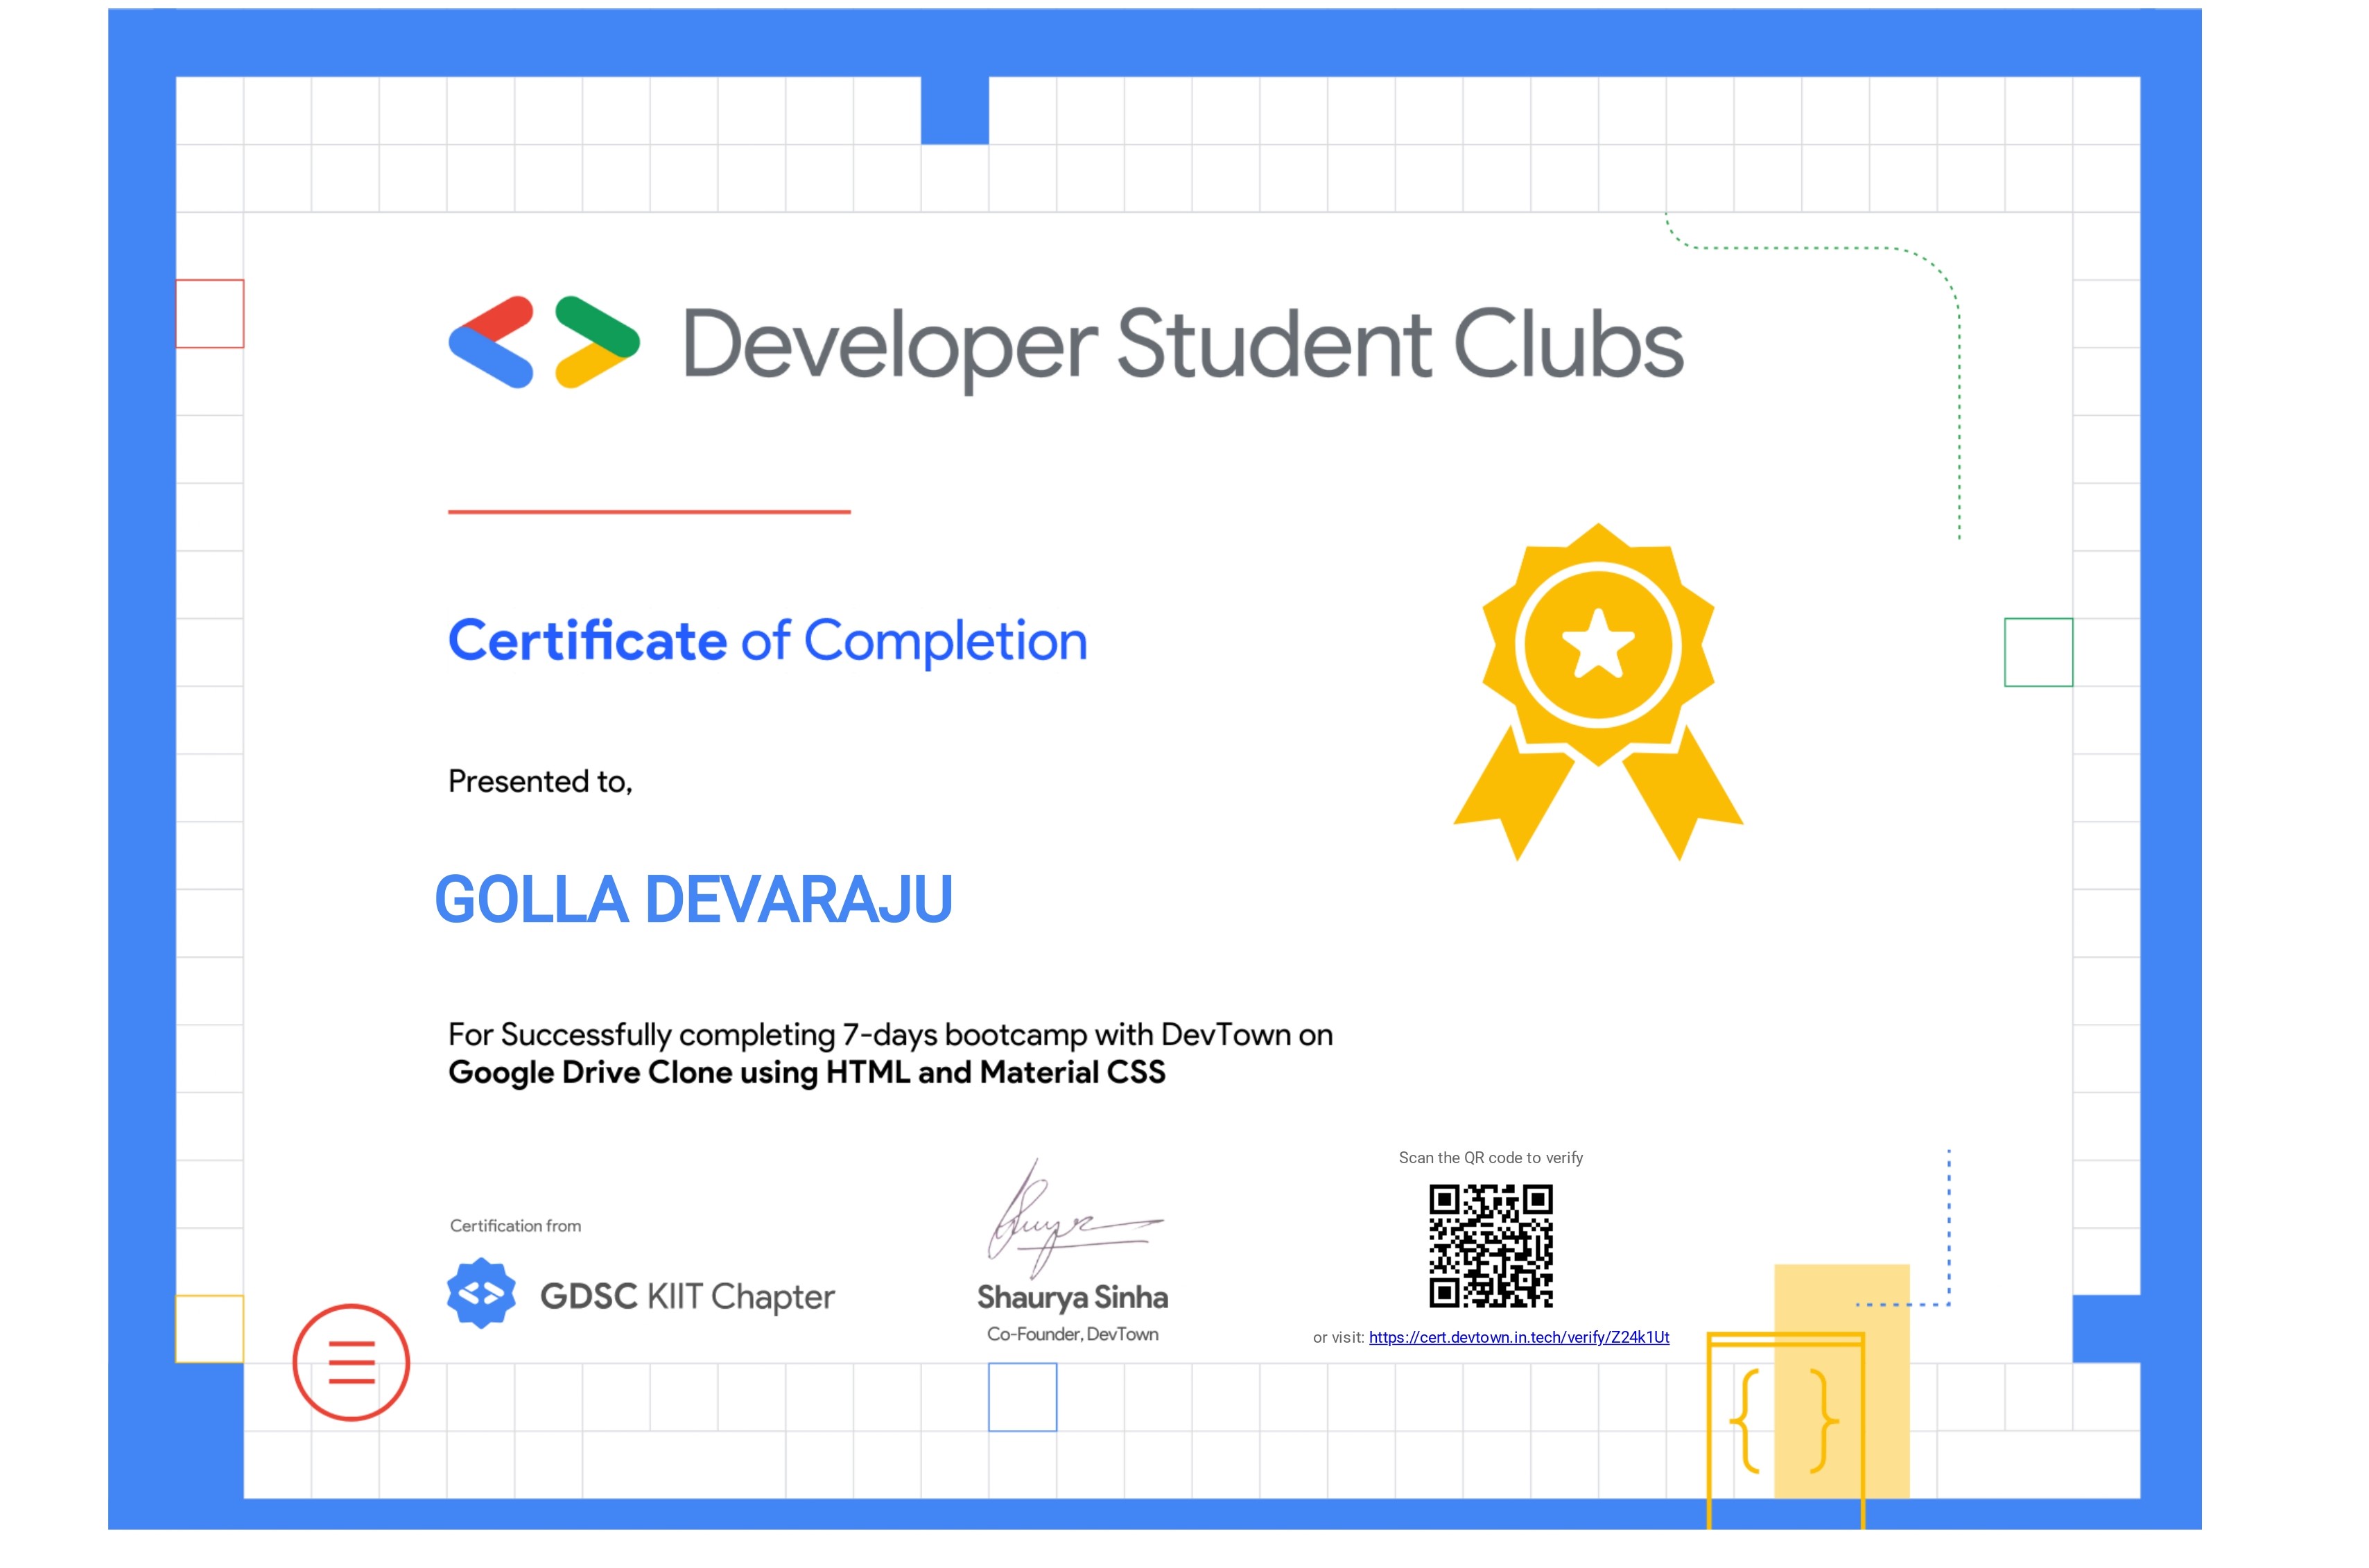 Developer Student Clubs
Certificate of Completion
Presented to,
GOLLA DEVARAJU
For Successfully completing 7-days bootcamp with DevTown on
Google Drive Clone using HTML and Material CSS
Certification from
GDSC KIIT Chapter
Shaurya Sinha
Co-Founder, DevTown
Scan the QR code to verify
or visit: https://cert.devtown.in.tech/verify/Z24k1Ut
{ }